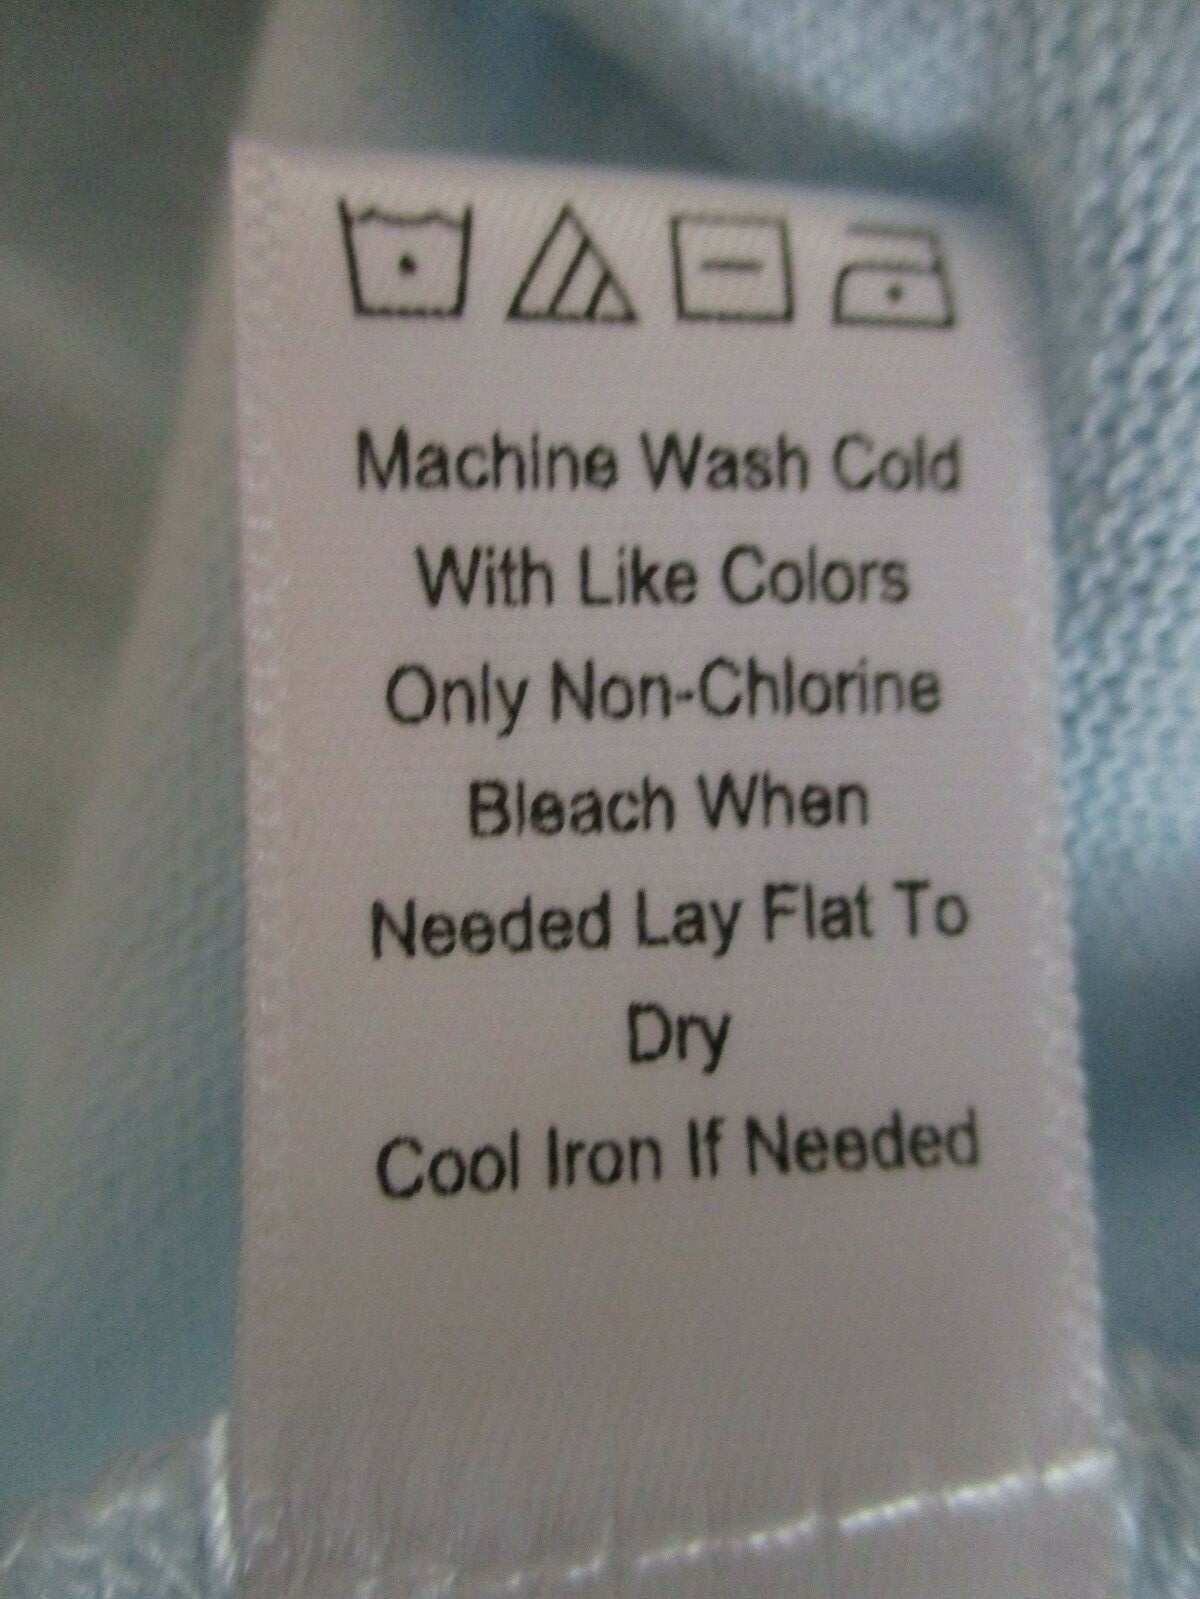 Machine Wash Cold
With Like Colors
Only Non-Chlorine
Bleach When
Needed Lay Flat To
Dry
Cool Iron If Needed